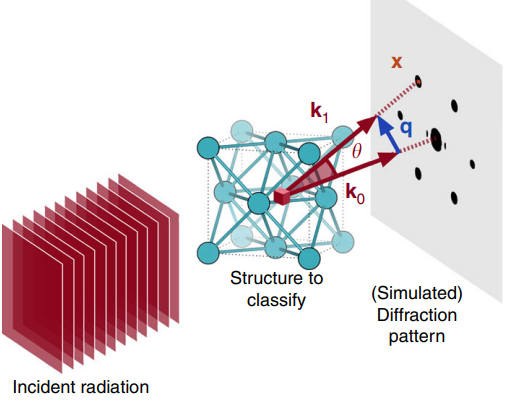 x
k₁
q
θ
k₀
Structure to
classify
(Simulated)
Diffraction
pattern
Incident radiation